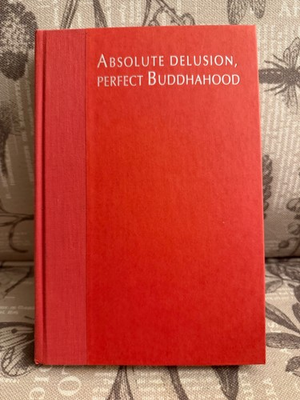 ABSOLUTE DELUSION,
PERFECT BUDDHAHOOD